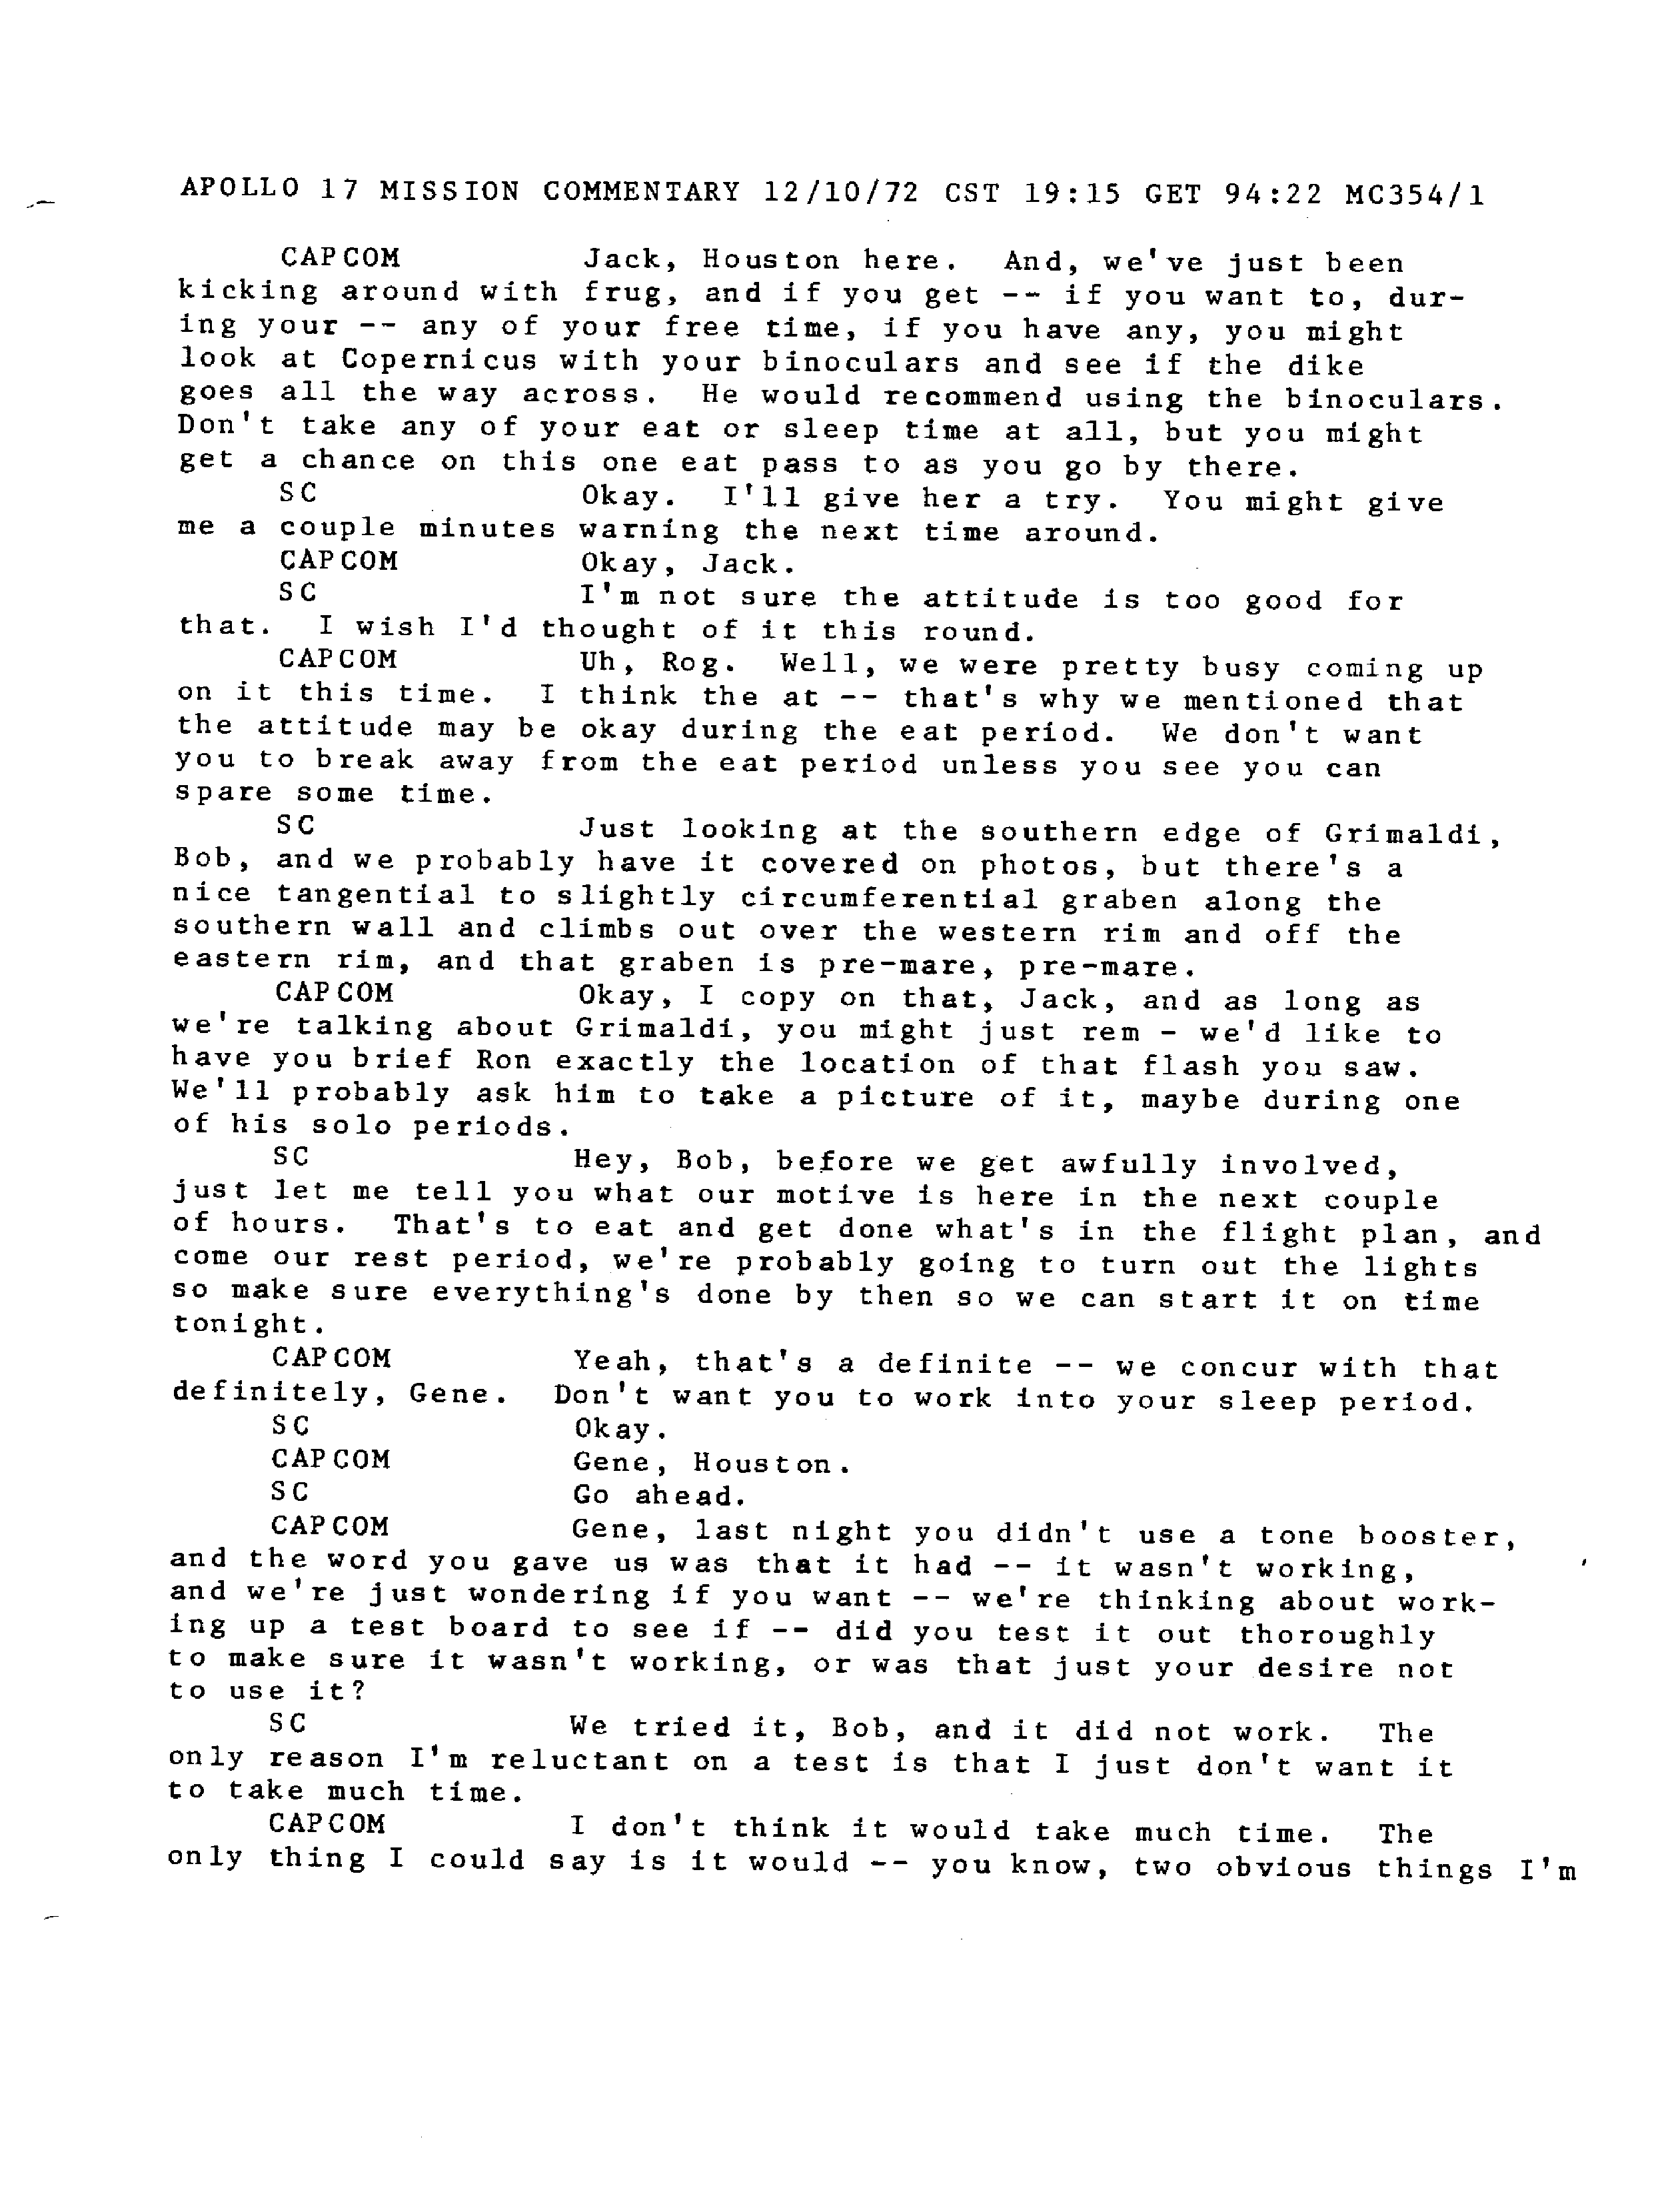 APOLLO 17 MISSION COMMENTARY 12/10/72 CST 19:15 GET 94:22 MC354/1
CAPCOM Jack, Houston here. And, we've just been
kicking around with frug, and if you get -- if you want to, dur-
ing your -- any of your free time, if you have any, you might
look at Copernicus with your binoculars and see if the dike
goes all the way across. He would recommend using the binoculars.
Don't take any of your eat or sleep time at all, but you might
get a chance on this one eat pass to as you go by there.
SC Okay. I'll give her a try. You might give
me a couple minutes warning the next time around.
CAPCOM Okay, Jack.
SC I'm not sure the attitude is too good for
that. I wish I'd thought of it this round.
CAPCOM Uh, Rog. Well, we were pretty busy coming up
on it this time. I think the at -- that's why we mentioned that
the attitude may be okay during the eat period. We don't want
you to break away from the eat period unless you see you can
spare some time.
SC Just looking at the southern edge of Grimaldi,
Bob, and we probably have it covered on photos, but there's a
nice tangential to slightly circumferential graben along the
southern wall and climbs out over the western rim and off the
eastern rim, and that graben is pre-mare, pre-mare.
CAPCOM Okay, I copy on that, Jack, and as long as
we're talking about Grimaldi, you might just rem - we'd like to
have you brief Ron exactly the location of that flash you saw.
We'll probably ask him to take a picture of it, maybe during one
of his solo periods.
SC Hey, Bob, before we get awfully involved,
just let me tell you what our motive is here in the next couple
of hours. That's to eat and get done what's in the flight plan, and
come our rest period, we're probably going to turn out the lights
so make sure everything's done by then so we can start it on time
tonight.
CAPCOM Yeah, that's a definite -- we concur with that
definitely, Gene. Don't want you to work into your sleep period.
SC Okay.
CAPCOM Gene, Houston.
SC Go ahead.
CAPCOM Gene, last night you didn't use a tone booster,
and the word you gave us was that it had -- it wasn't working,
and we're just wondering if you want -- we're thinking about work-
ing up a test board to see if -- did you test it out thoroughly
to make sure it wasn't working, or was that just your desire not
to use it?
SC We tried it, Bob, and it did not work. The
only reason I'm reluctant on a test is that I just don't want it
to take much time.
CAPCOM I don't think it would take much time. The
only thing I could say is it would -- you know, two obvious things I'm